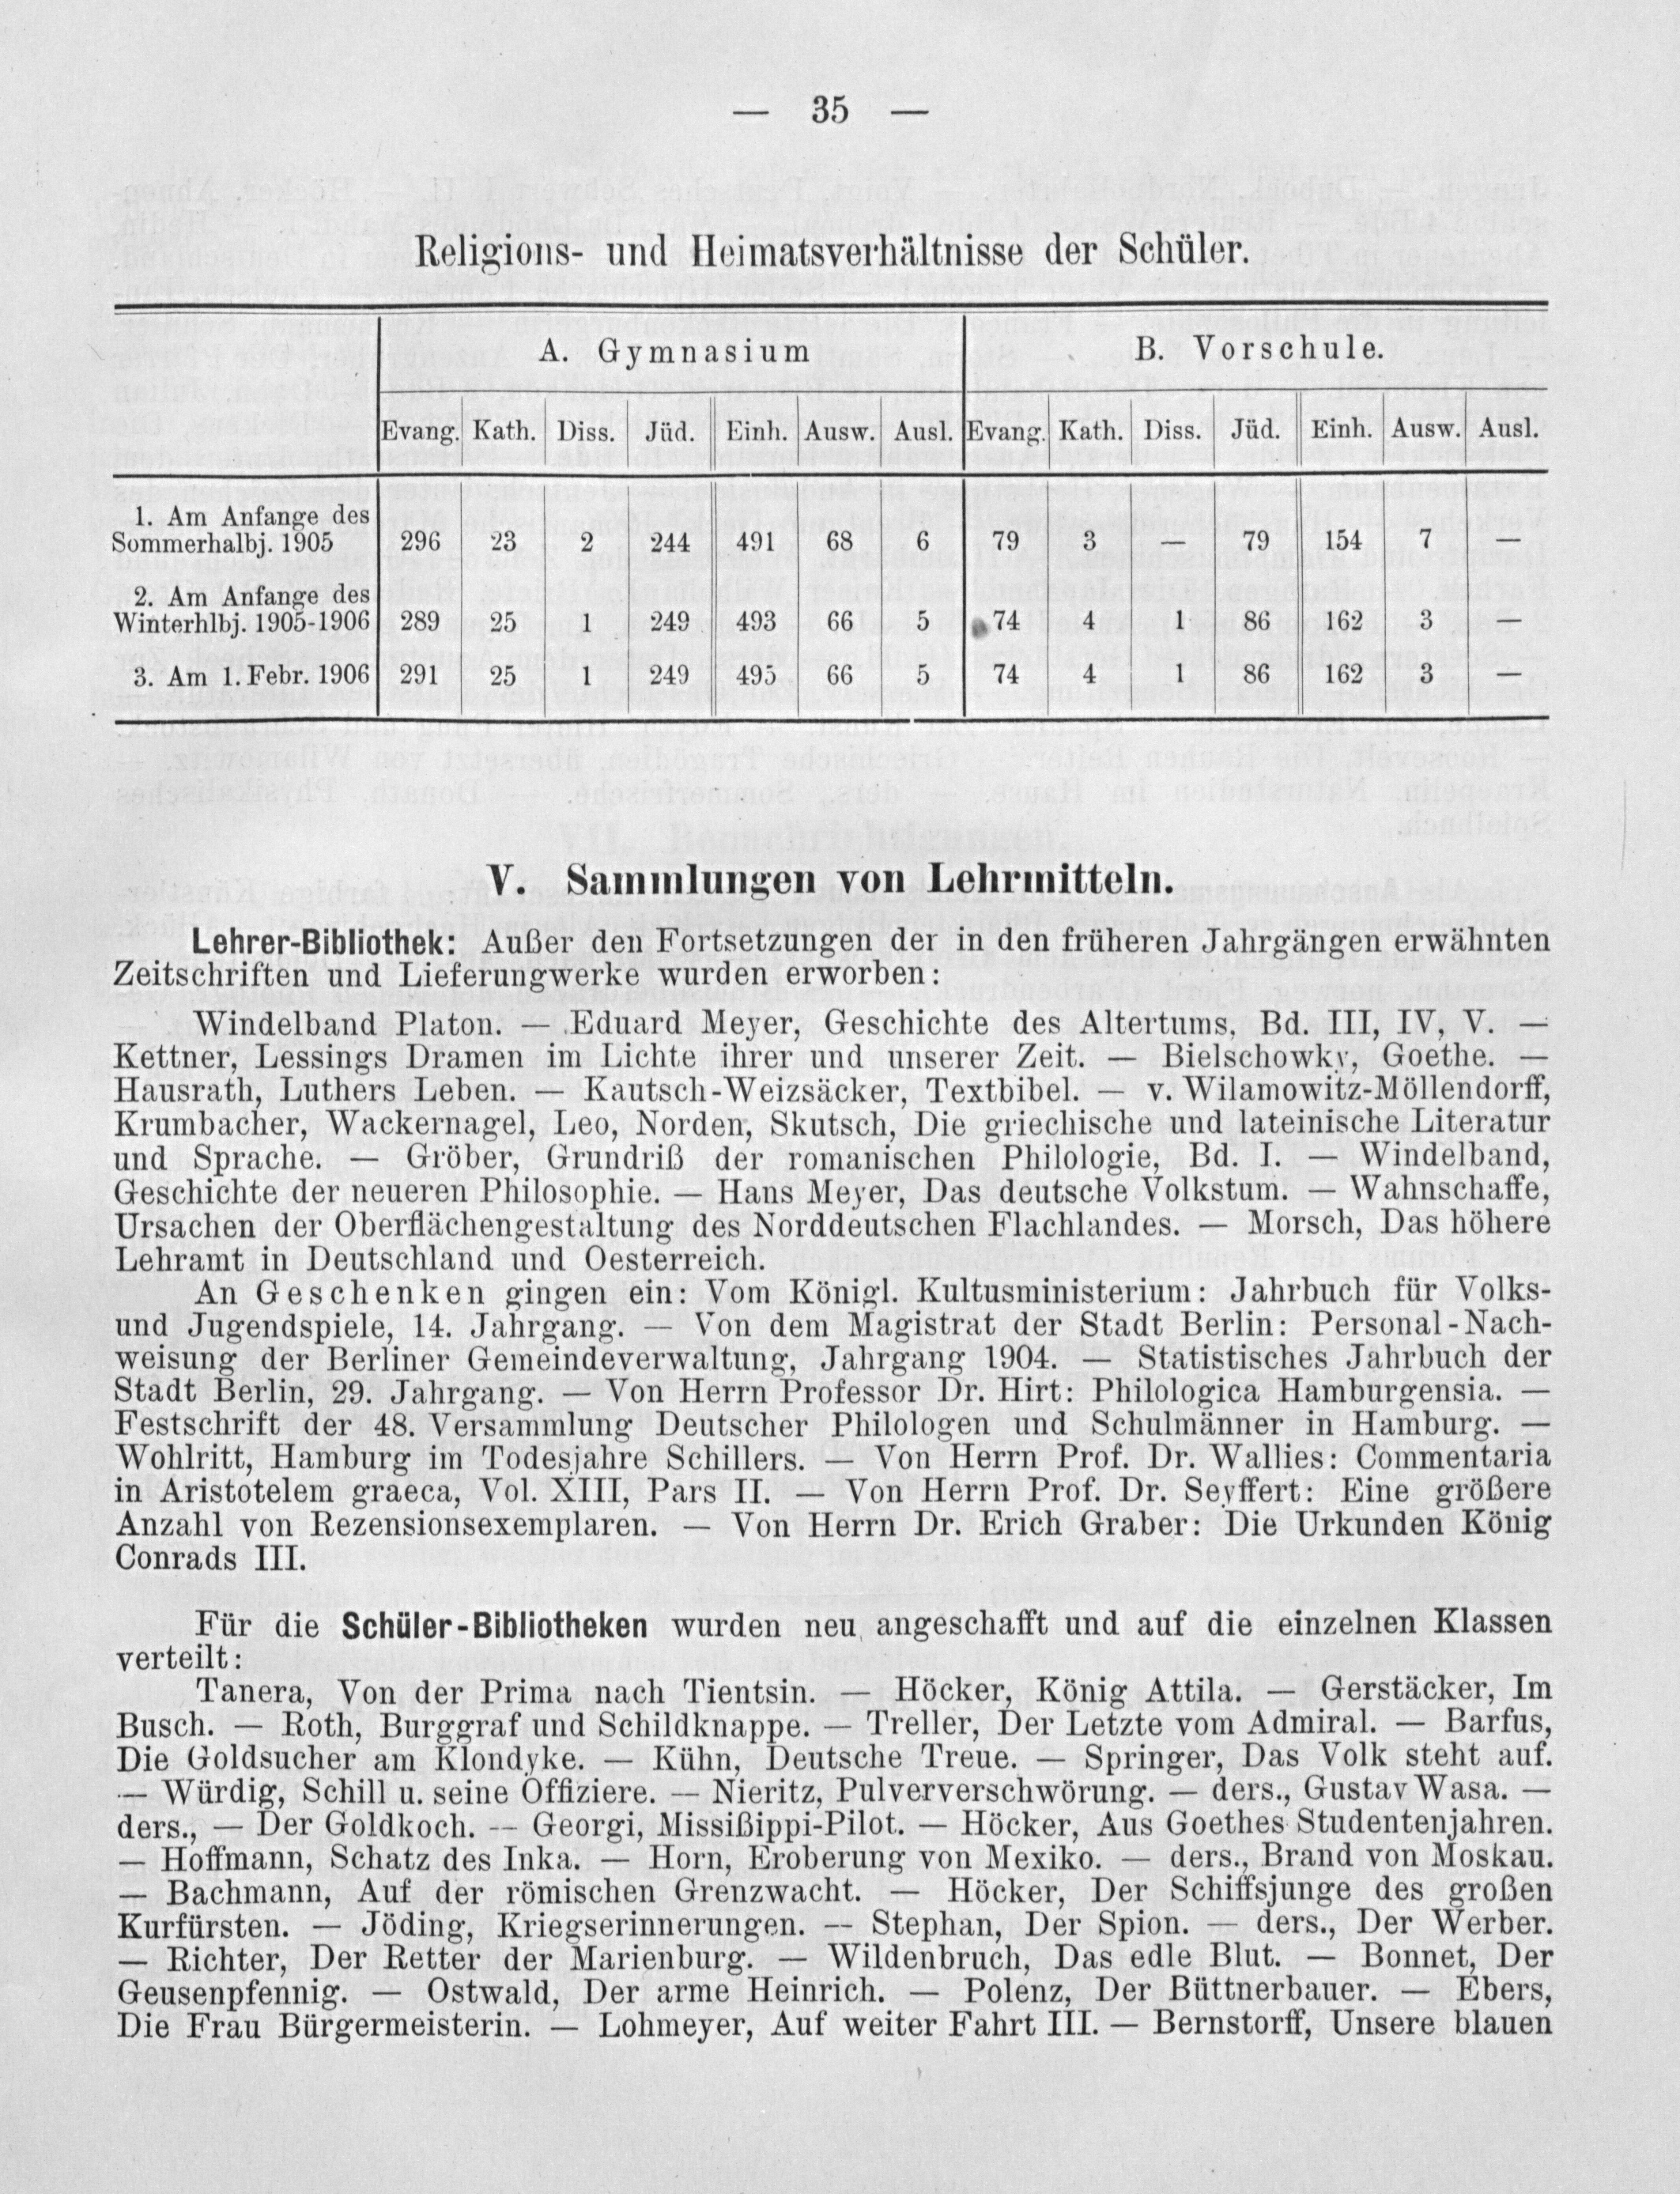 — 35 —
Religions- und Heimatsverhältnisse der Schüler.
A. Gymnasium B. Vorschule.
Evang. Kath. Diss. Jüd. Einh. Ausw. Ausl. Evang. Kath. Diss. Jüd. Einh. Ausw. Ausl.
1. Am Anfange des
Sommerhalbj. 1905 296 23 2 244 491 68 6 79 3 — 79 154 7 —
2. Am Anfange des
Winterhlbj. 1905-1906 289 25 1 249 493 66 5 74 4 1 86 162 3 —
3. Am 1. Febr. 1906 291 25 1 249 495 66 5 74 4 1 86 162 3 —
V. Sammlungen von Lehrmitteln.
Lehrer-Bibliothek: Außer den Fortsetzungen der in den früheren Jahrgängen erwähnten
Zeitschriften und Lieferungwerke wurden erworben:
Windelband Platon. — Eduard Meyer, Geschichte des Altertums, Bd. III, IV, V. —
Kettner, Lessings Dramen im Lichte ihrer und unserer Zeit. — Bielschowky, Goethe. —
Hausrath, Luthers Leben. — Kautsch-Weizsäcker, Textbibel. — v. Wilamowitz-Möllendorff,
Krumbacher, Wackernagel, Leo, Norden, Skutsch, Die griechische und lateinische Literatur
und Sprache. — Gröber, Grundriß der romanischen Philologie, Bd. I. — Windelband,
Geschichte der neueren Philosophie. — Hans Meyer, Das deutsche Volkstum. — Wahnschaffe,
Ursachen der Oberflächengestaltung des Norddeutschen Flachlandes. — Morsch, Das höhere
Lehramt in Deutschland und Oesterreich.
An Geschenken gingen ein: Vom Königl. Kultusministerium: Jahrbuch für Volks-
und Jugendspiele, 14. Jahrgang. — Von dem Magistrat der Stadt Berlin: Personal-Nach-
weisung der Berliner Gemeindeverwaltung, Jahrgang 1904. — Statistisches Jahrbuch der
Stadt Berlin, 29. Jahrgang. — Von Herrn Professor Dr. Hirt: Philologica Hamburgensia. —
Festschrift der 48. Versammlung Deutscher Philologen und Schulmänner in Hamburg. —
Wohlritt, Hamburg im Todesjahre Schillers. — Von Herrn Prof. Dr. Wallies: Commentaria
in Aristotelem graeca, Vol. XIII, Pars II. — Von Herrn Prof. Dr. Seyffert: Eine größere
Anzahl von Rezensionsexemplaren. — Von Herrn Dr. Erich Graber: Die Urkunden König
Conrads III.
Für die Schüler-Bibliotheken wurden neu angeschafft und auf die einzelnen Klassen
verteilt:
Tanera, Von der Prima nach Tientsin. — Höcker, König Attila. — Gerstäcker, Im
Busch. — Roth, Burggraf und Schildknappe. — Treller, Der Letzte vom Admiral. — Barfus,
Die Goldsucher am Klondyke. — Kühn, Deutsche Treue. — Springer, Das Volk steht auf.
— Würdig, Schill u. seine Offiziere. — Nieritz, Pulververschwörung. — ders., Gustav Wasa. —
ders., — Der Goldkoch. — Georgi, Missißippi-Pilot. — Höcker, Aus Goethes Studentenjahren.
— Hoffmann, Schatz des Inka. — Horn, Eroberung von Mexiko. — ders., Brand von Moskau.
— Bachmann, Auf der römischen Grenzwacht. — Höcker, Der Schiffsjunge des großen
Kurfürsten. — Jöding, Kriegserinnerungen. — Stephan, Der Spion. — ders., Der Werber.
— Richter, Der Retter der Marienburg. — Wildenbruch, Das edle Blut. — Bonnet, Der
Geusenpfennig. — Ostwald, Der arme Heinrich. — Polenz, Der Büttnerbauer. — Ebers,
Die Frau Bürgermeisterin. — Lohmeyer, Auf weiter Fahrt III. — Bernstorff, Unsere blauen